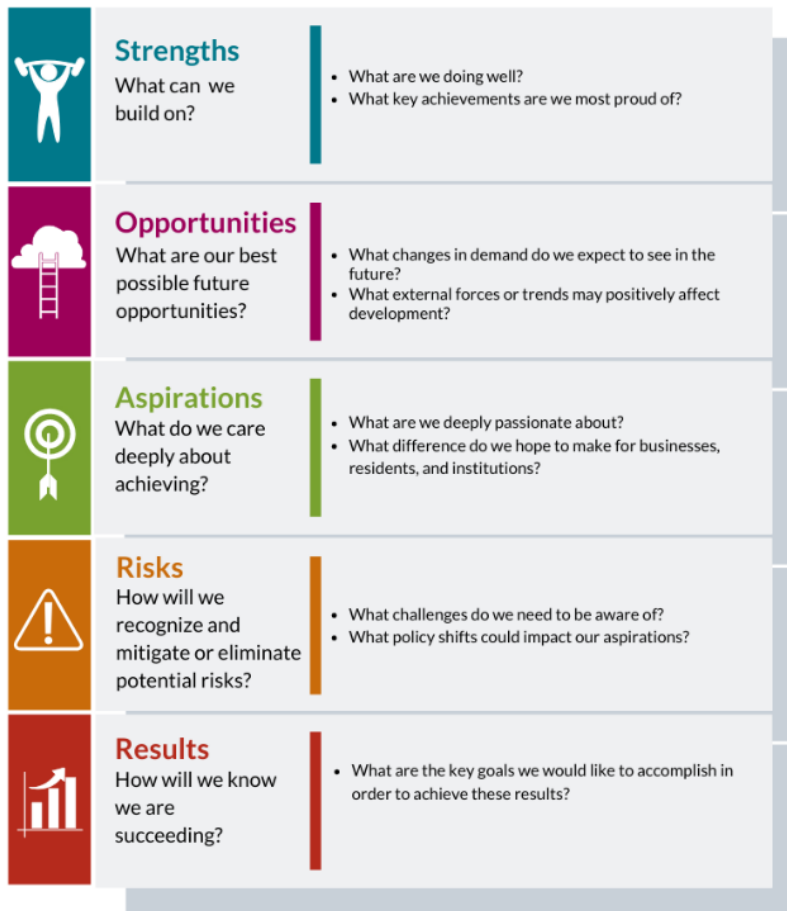 Strengths
What can we
build on?
• What are we doing well?
• What key achievements are we most proud of?
Opportunities
What are our best
possible future
opportunities?
• What changes in demand do we expect to see in the
future?
• What external forces or trends may positively affect
development?
Aspirations
What do we care
deeply about
achieving?
• What are we deeply passionate about?
• What difference do we hope to make for businesses,
residents, and institutions?
Risks
How will we
recognize and
mitigate or eliminate
potential risks?
• What challenges do we need to be aware of?
• What policy shifts could impact our aspirations?
Results
How will we know
we are
succeeding?
• What are the key goals we would like to accomplish in
order to achieve these results?